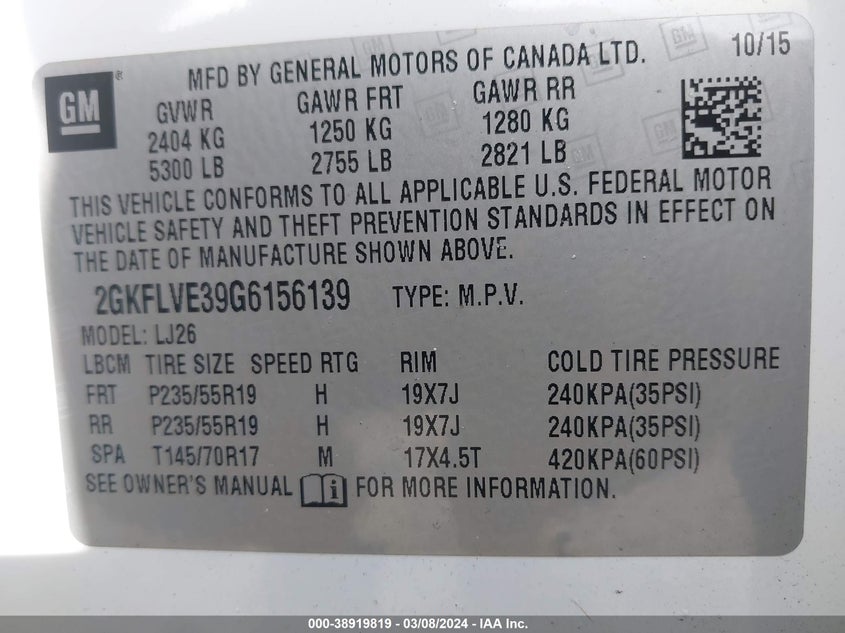 GM
®
MFD BY GENERAL MOTORS OF CANADA LTD. 10/15
GVWR GAWR FRT GAWR RR
2404 KG 1250 KG 1280 KG
5300 LB 2755 LB 2821 LB
THIS VEHICLE CONFORMS TO ALL APPLICABLE U.S. FEDERAL MOTOR
VEHICLE SAFETY AND THEFT PREVENTION STANDARDS IN EFFECT ON
THE DATE OF MANUFACTURE SHOWN ABOVE.
2GKFLVE39G6156139 TYPE: M.P.V.
MODEL: LJ26
LBCM TIRE SIZE SPEED RTG RIM COLD TIRE PRESSURE
FRT P235/55R19 H 19X7J 240KPA(35PSI)
RR P235/55R19 H 19X7J 240KPA(35PSI)
SPA T145/70R17 M 17X4.5T 420KPA(60PSI)
SEE OWNER'S MANUAL i FOR MORE INFORMATION.
000-38919819 - 03/08/2024 - IAA Inc.